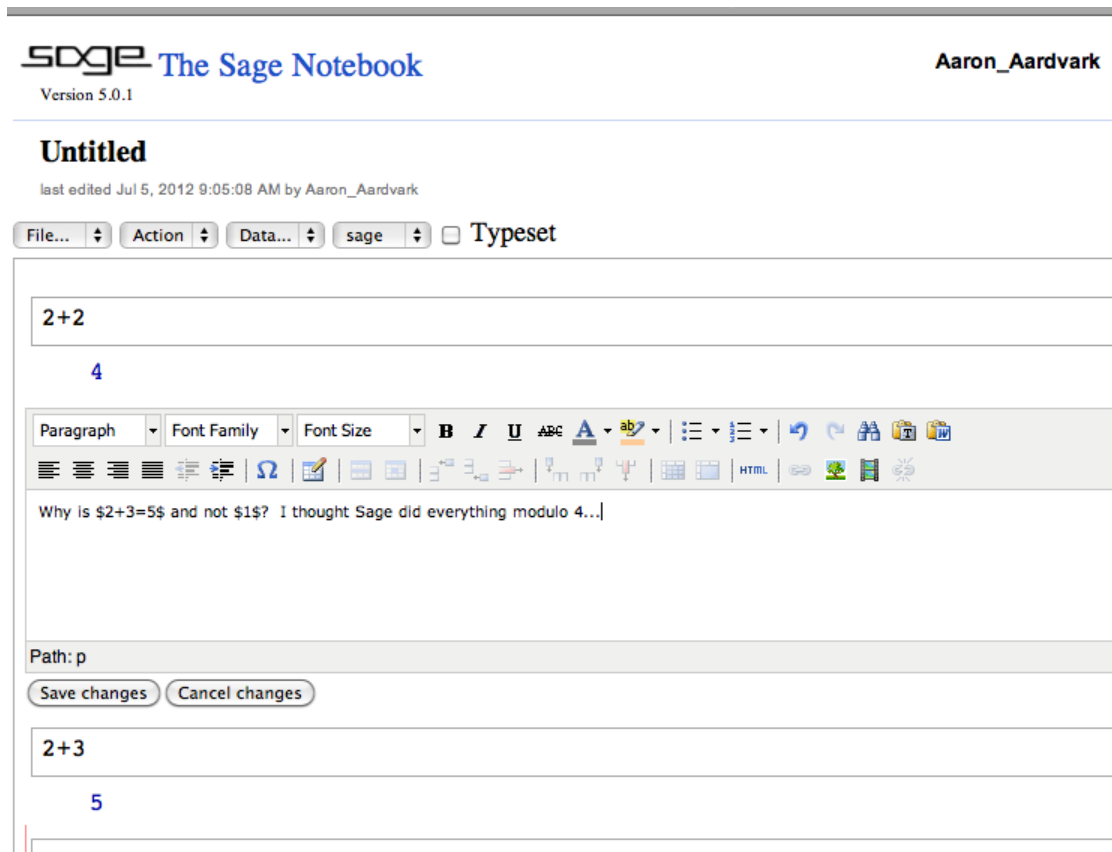 sage The Sage Notebook Aaron_Aardvark
Version 5.0.1
Untitled
last edited Jul 5, 2012 9:05:08 AM by Aaron_Aardvark
File... Action Data... sage Typeset
2+2
4
Paragraph Font Family Font Size B I U ABC A ab T W
Ω HTML
Why is $2+3=5$ and not $1$? I thought Sage did everything modulo 4...
Path: p
Save changes Cancel changes
2+3
5